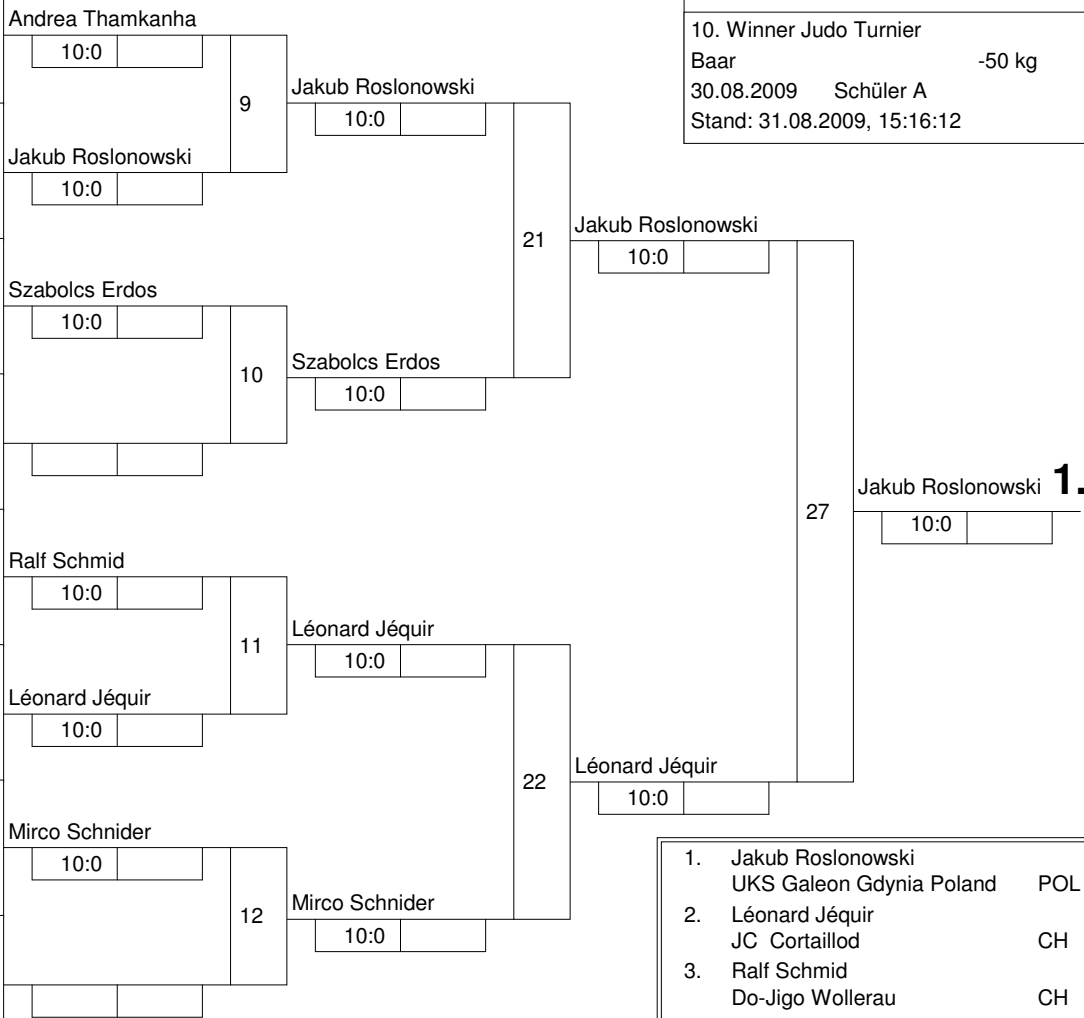 Andrea Thamkanha
10:0
9
Jakub Roslonowski
10:0
Jakub Roslonowski
10:0
21
Jakub Roslonowski
10:0
Szabolcs Erdos
10:0
10
Szabolcs Erdos
10:0
27
Jakub Roslonowski 1.
10:0
Ralf Schmid
10:0
11
Léonard Jéquir
10:0
Léonard Jéquir
10:0
22
Léonard Jéquir
10:0
Mirco Schnider
10:0
12
Mirco Schnider
10:0
10. Winner Judo Turnier
Baar -50 kg
30.08.2009 Schüler A
Stand: 31.08.2009, 15:16:12
1. Jakub Roslonowski
UKS Galeon Gdynia Poland POL
2. Léonard Jéquir
JC Cortaillod CH
3. Ralf Schmid
Do-Jigo Wollerau CH